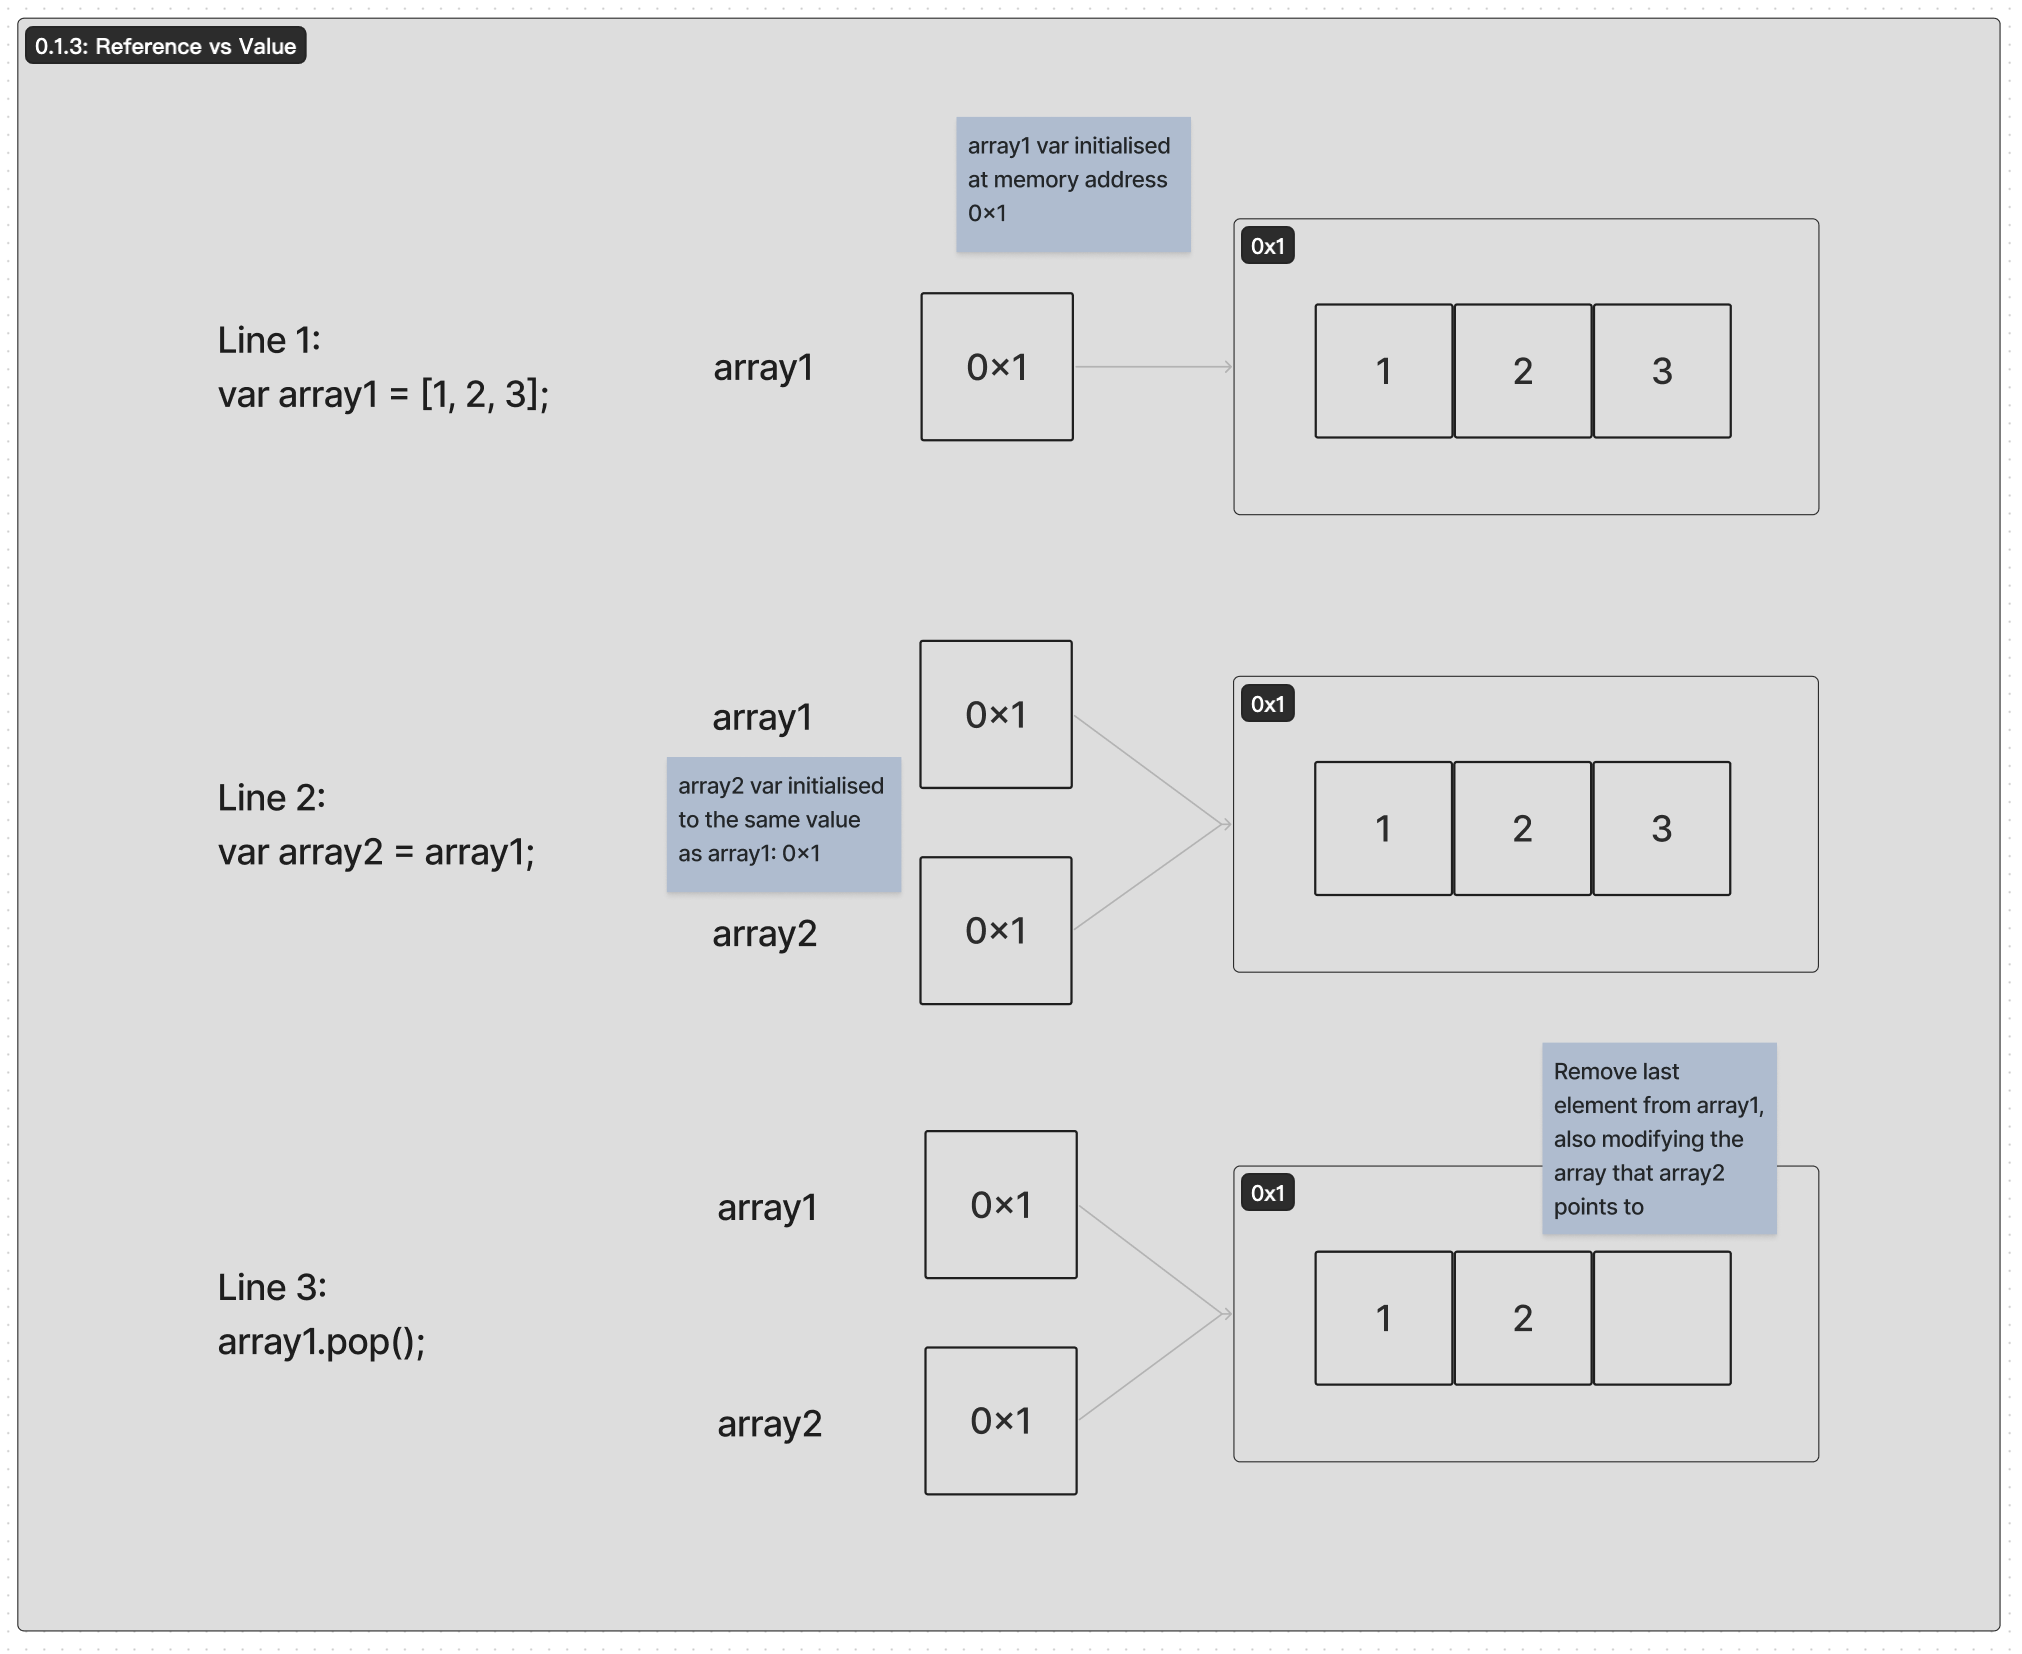 0.1.3: Reference vs Value
array1 var initialised
at memory address
0×1
0x1
Line 1:
var array1 = [1, 2, 3];
array1
0×1
1 2 3
array1
0×1
0x1
Line 2:
var array2 = array1;
array2 var initialised
to the same value
as array1: 0×1
1 2 3
array2
0×1
Remove last
element from array1,
also modifying the
array that array2
points to
array1
0×1
0x1
Line 3:
array1.pop();
1 2
array2
0×1